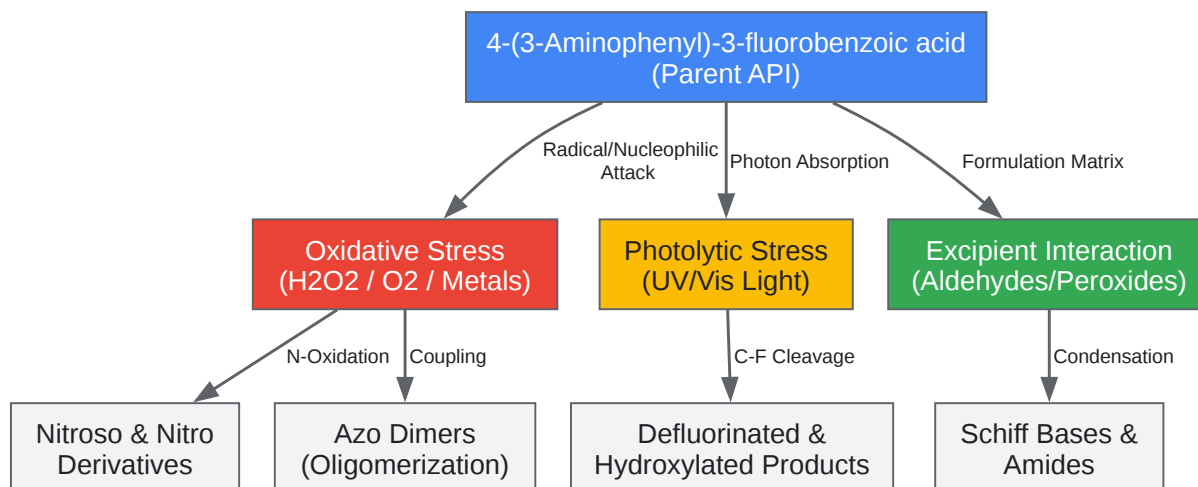 4-(3-Aminophenyl)-3-fluorobenzoic acid
(Parent API)
Radical/Nucleophilic
Attack
Photon Absorption
Formulation Matrix
Oxidative Stress
(H2O2 / O2 / Metals)
Photolytic Stress
(UV/Vis Light)
Excipient Interaction
(Aldehydes/Peroxides)
N-Oxidation
Coupling
C-F Cleavage
Condensation
Nitroso & Nitro
Derivatives
Azo Dimers
(Oligomerization)
Defluorinated &
Hydroxylated Products
Schiff Bases &
Amides